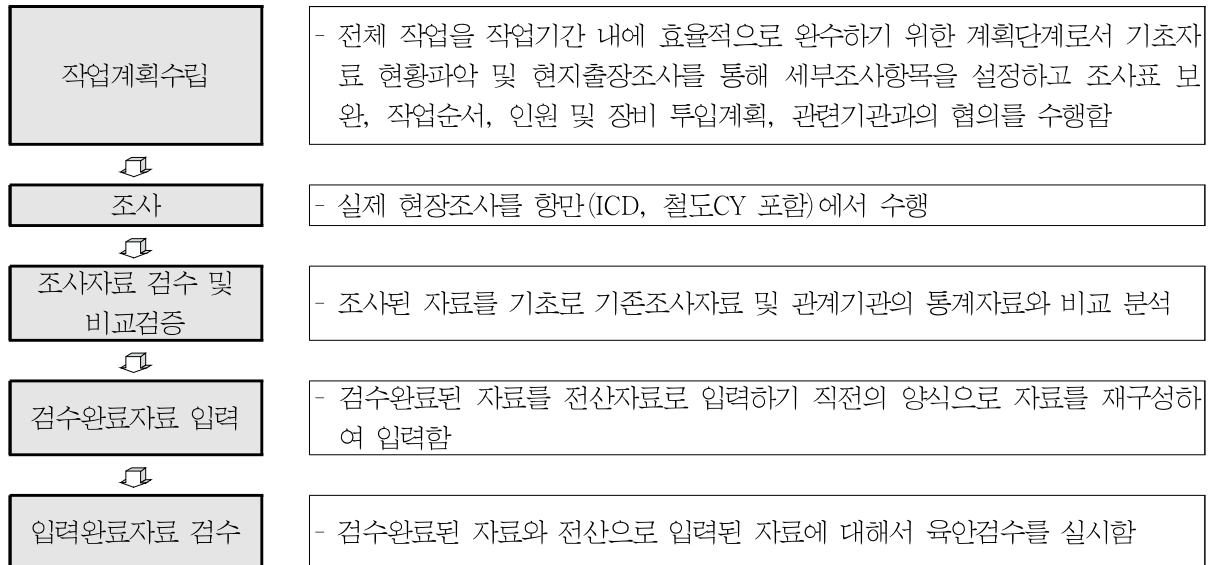 작업계획수립
- 전체 작업을 작업기간 내에 효율적으로 완수하기 위한 계획단계로서 기초자
료 현황파악 및 현지출장조사를 통해 세부조사항목을 설정하고 조사표 보
완, 작업순서, 인원 및 장비 투입계획, 관련기관과의 협의를 수행함
조사
- 실제 현장조사를 항만(ICD, 철도CY 포함)에서 수행
조사자료 검수 및
비교검증
- 조사된 자료를 기초로 기존조사자료 및 관계기관의 통계자료와 비교 분석
검수완료자료 입력
- 검수완료된 자료를 전산자료로 입력하기 직전의 양식으로 자료를 재구성하
여 입력함
입력완료자료 검수
- 검수완료된 자료와 전산으로 입력된 자료에 대해서 육안검수를 실시함